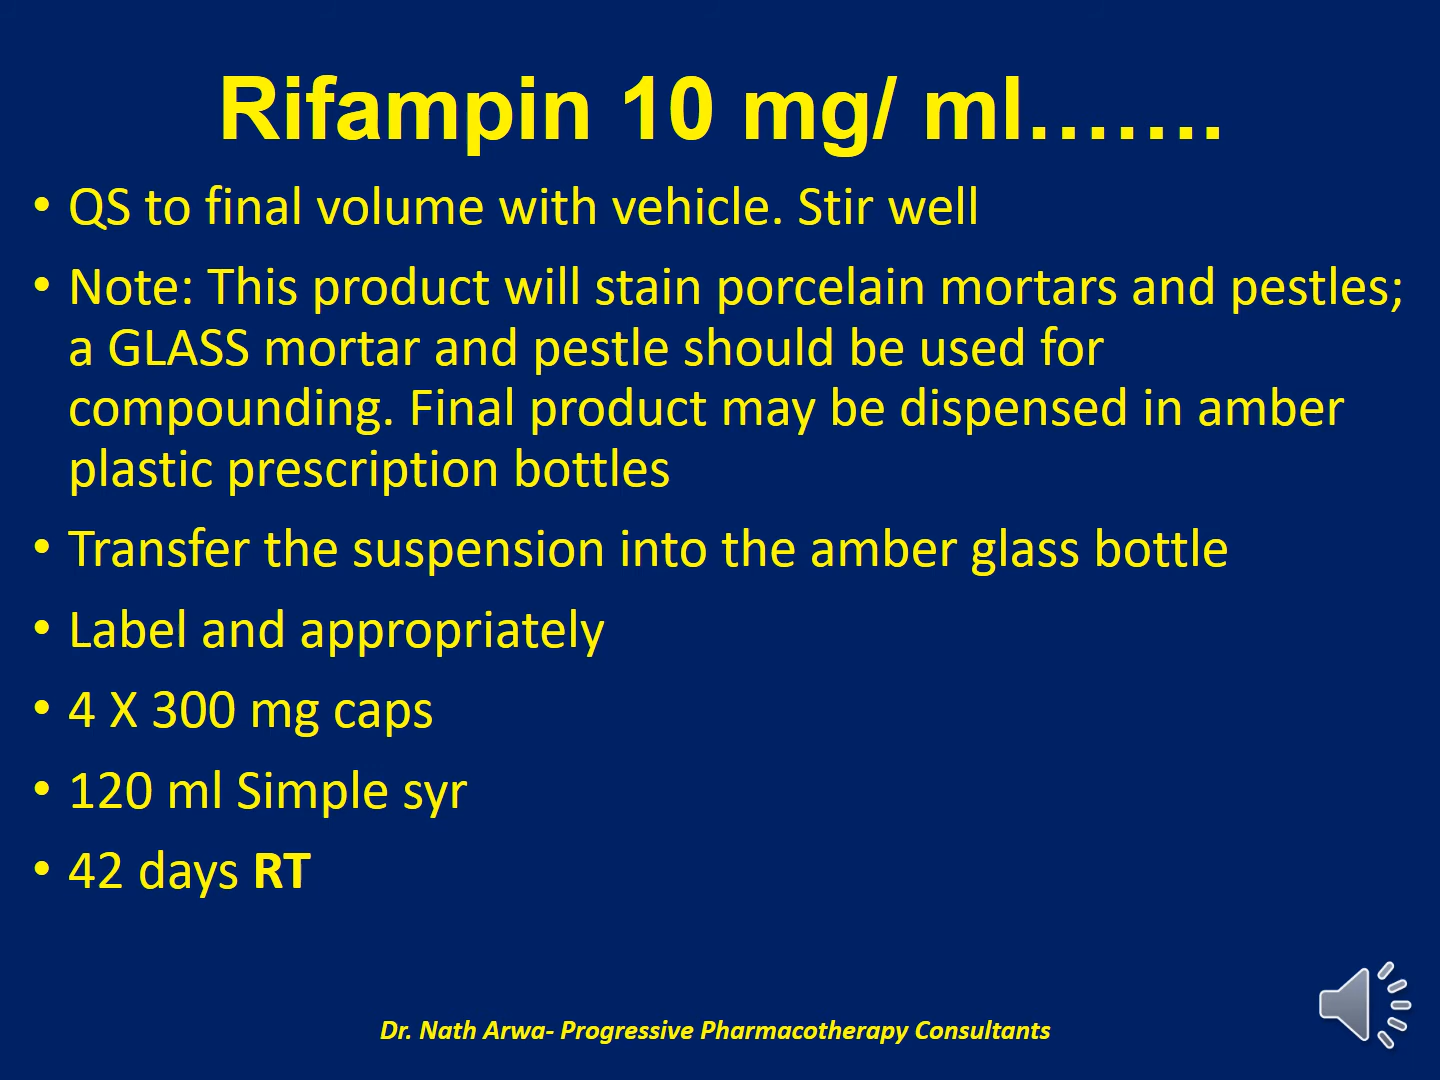 Rifampin 10 mg/ ml…….
• QS to final volume with vehicle. Stir well
• Note: This product will stain porcelain mortars and pestles;
a GLASS mortar and pestle should be used for
compounding. Final product may be dispensed in amber
plastic prescription bottles
• Transfer the suspension into the amber glass bottle
• Label and appropriately
• 4 X 300 mg caps
• 120 ml Simple syr
• 42 days RT
Dr. Nath Arwa- Progressive Pharmacotherapy Consultants